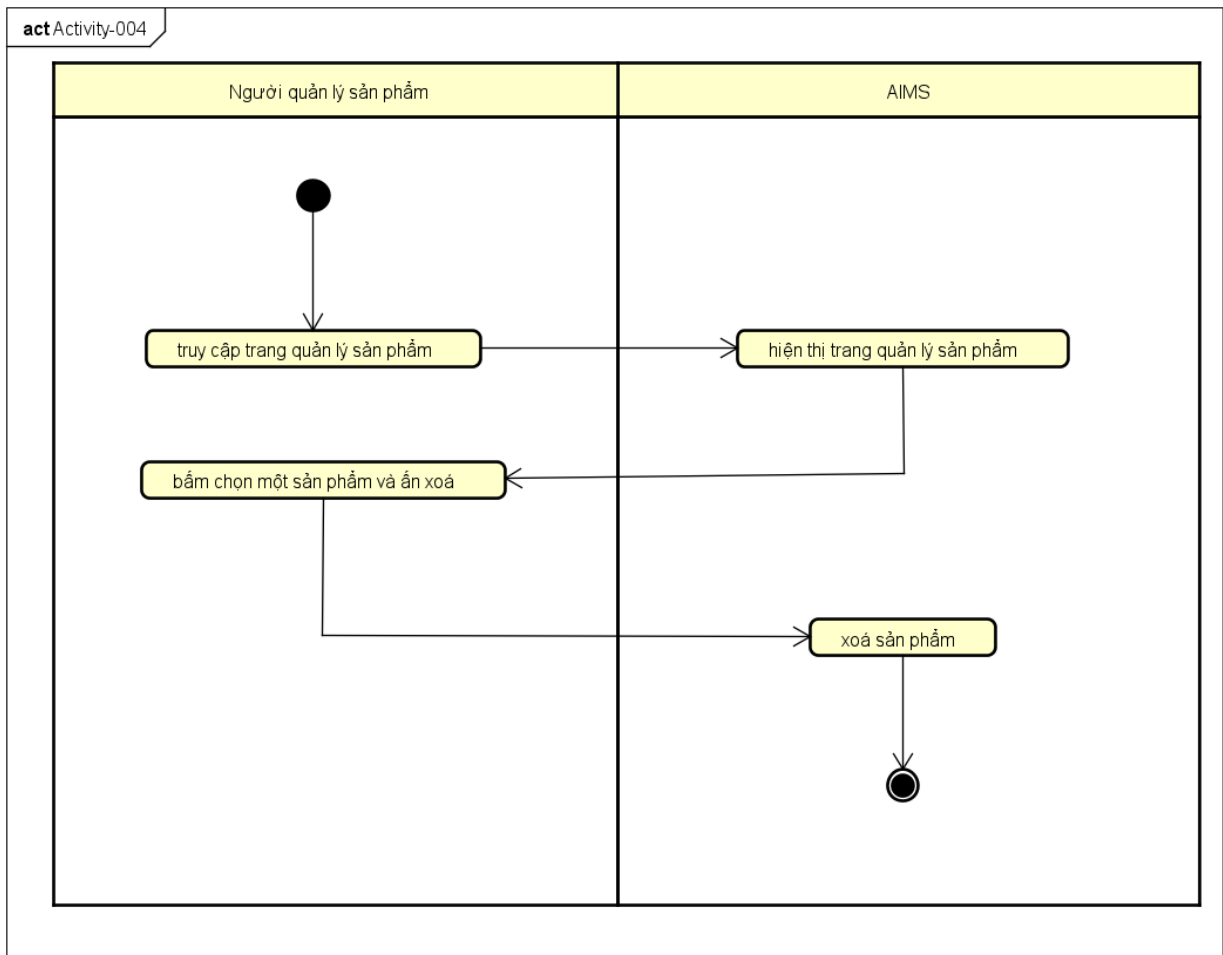 act Activity-004
Người quản lý sản phẩm
AIMS
truy cập trang quản lý sản phẩm
hiện thị trang quản lý sản phẩm
bấm chọn một sản phẩm và ấn xoá
xoá sản phẩm